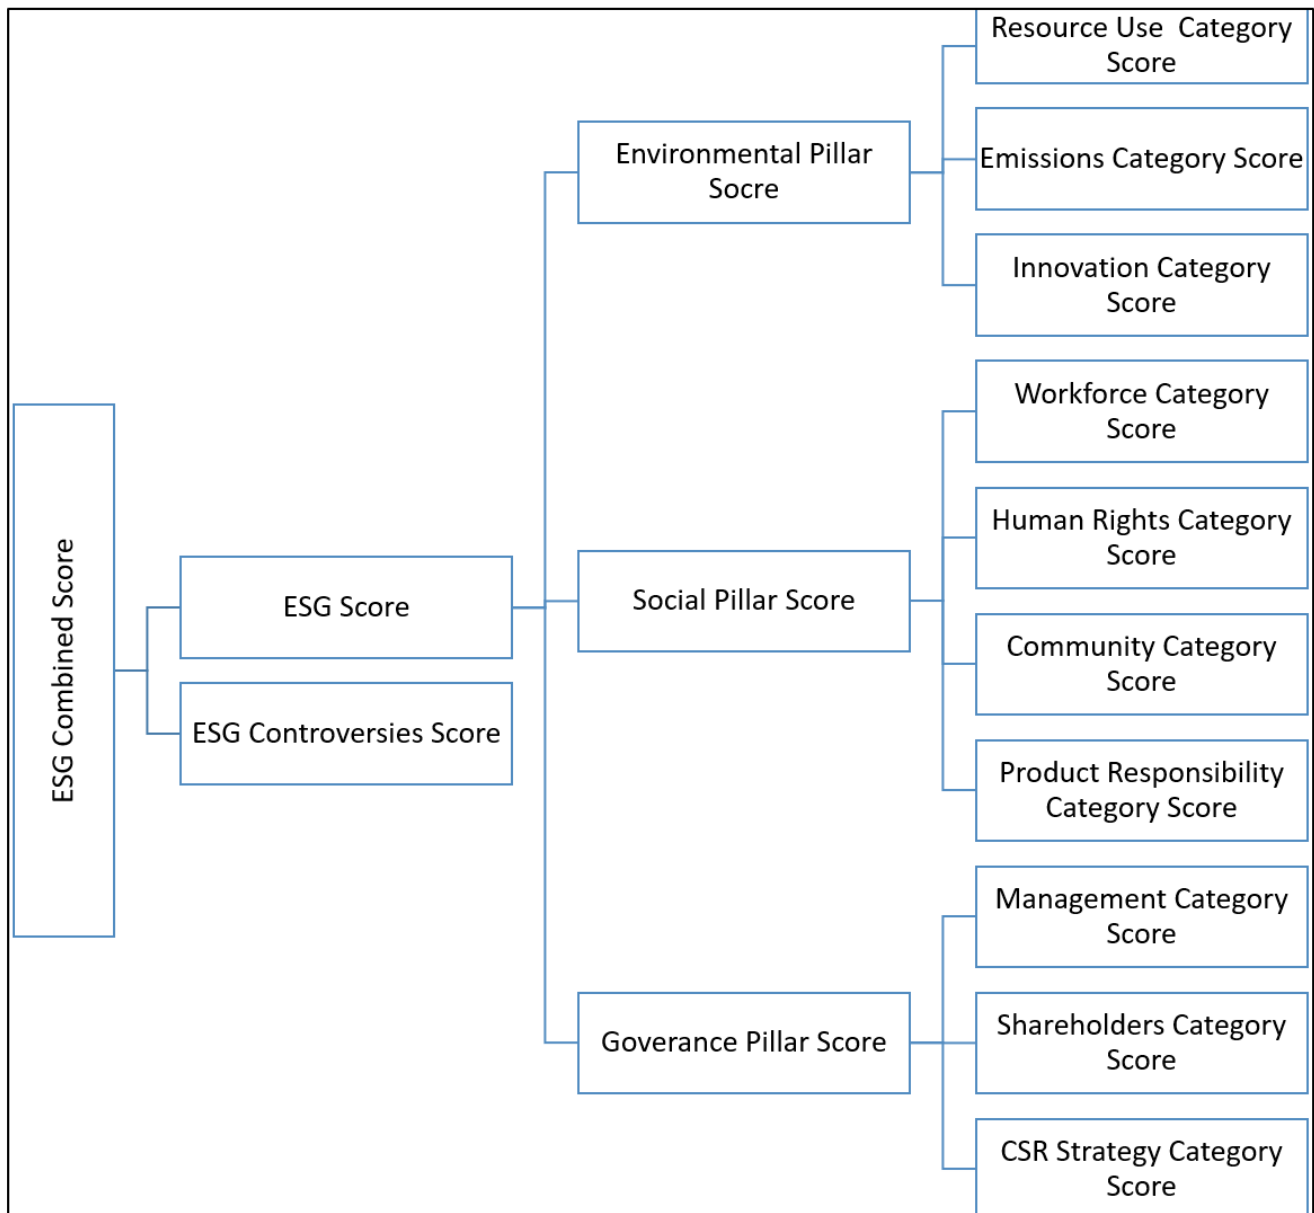 ESG Combined Score
ESG Score
ESG Controversies Score
Environmental Pillar
Socre
Social Pillar Score
Goverance Pillar Score
Resource Use  Category
Score
Emissions Category Score
Innovation Category
Score
Workforce Category
Score
Human Rights Category
Score
Community Category
Score
Product Responsibility
Category Score
Management Category
Score
Shareholders Category
Score
CSR Strategy Category
Score